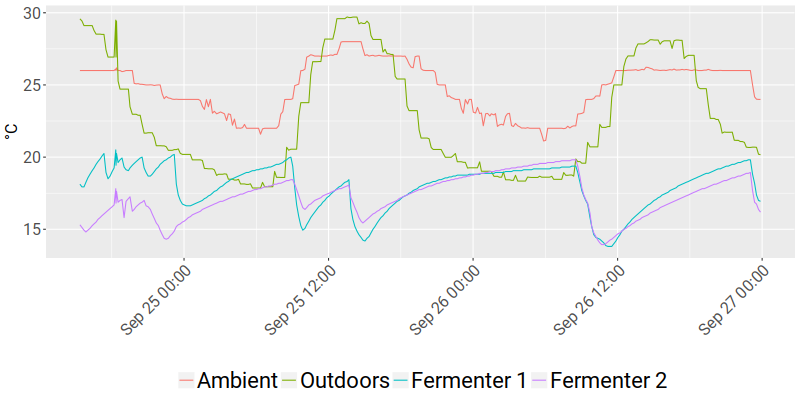 30
25
20
15
°C
Sep 25 00:00
Sep 25 12:00
Sep 26 00:00
Sep 26 12:00
Sep 27 00:00
Ambient Outdoors Fermenter 1 Fermenter 2